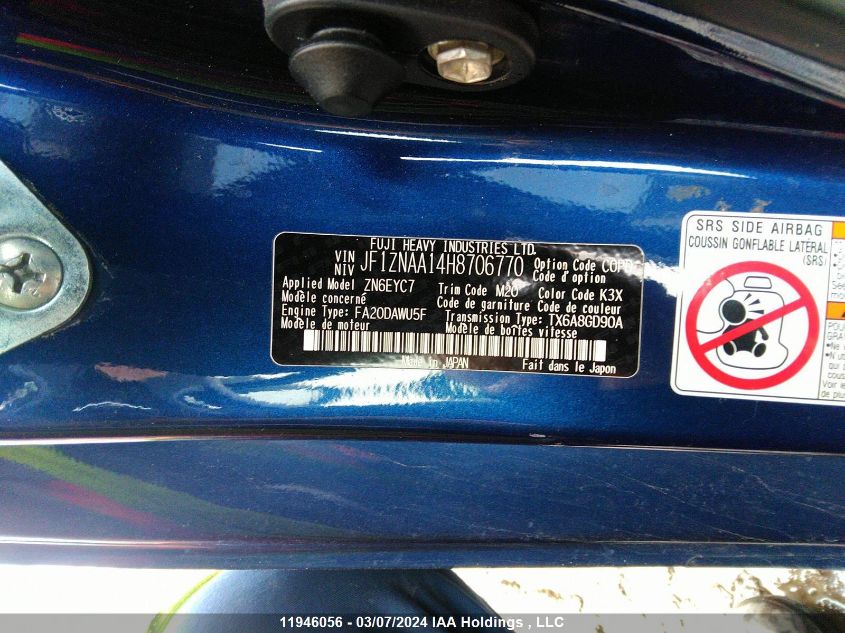 FUJI HEAVY INDUSTRIES LTD.
VIN NIV JF1ZNAA14H8706770 Option Code
Code d'option
Applied Model ZN6EYC7 Trim Code M20 Color Code K3X
Modèle concerné Code de garniture Code de couleur
Engine Type: FA20DAWU5F Transmission Type: TX6A8GD90A
Modèle de moteur Modèle de boîtes vitesse
Made in JAPAN Fait dans le Japon
SRS SIDE AIRBAG
COUSSIN GONFLABLE LATÉRAL
(SRS)
11946056 - 03/07/2024 IAA Holdings , LLC